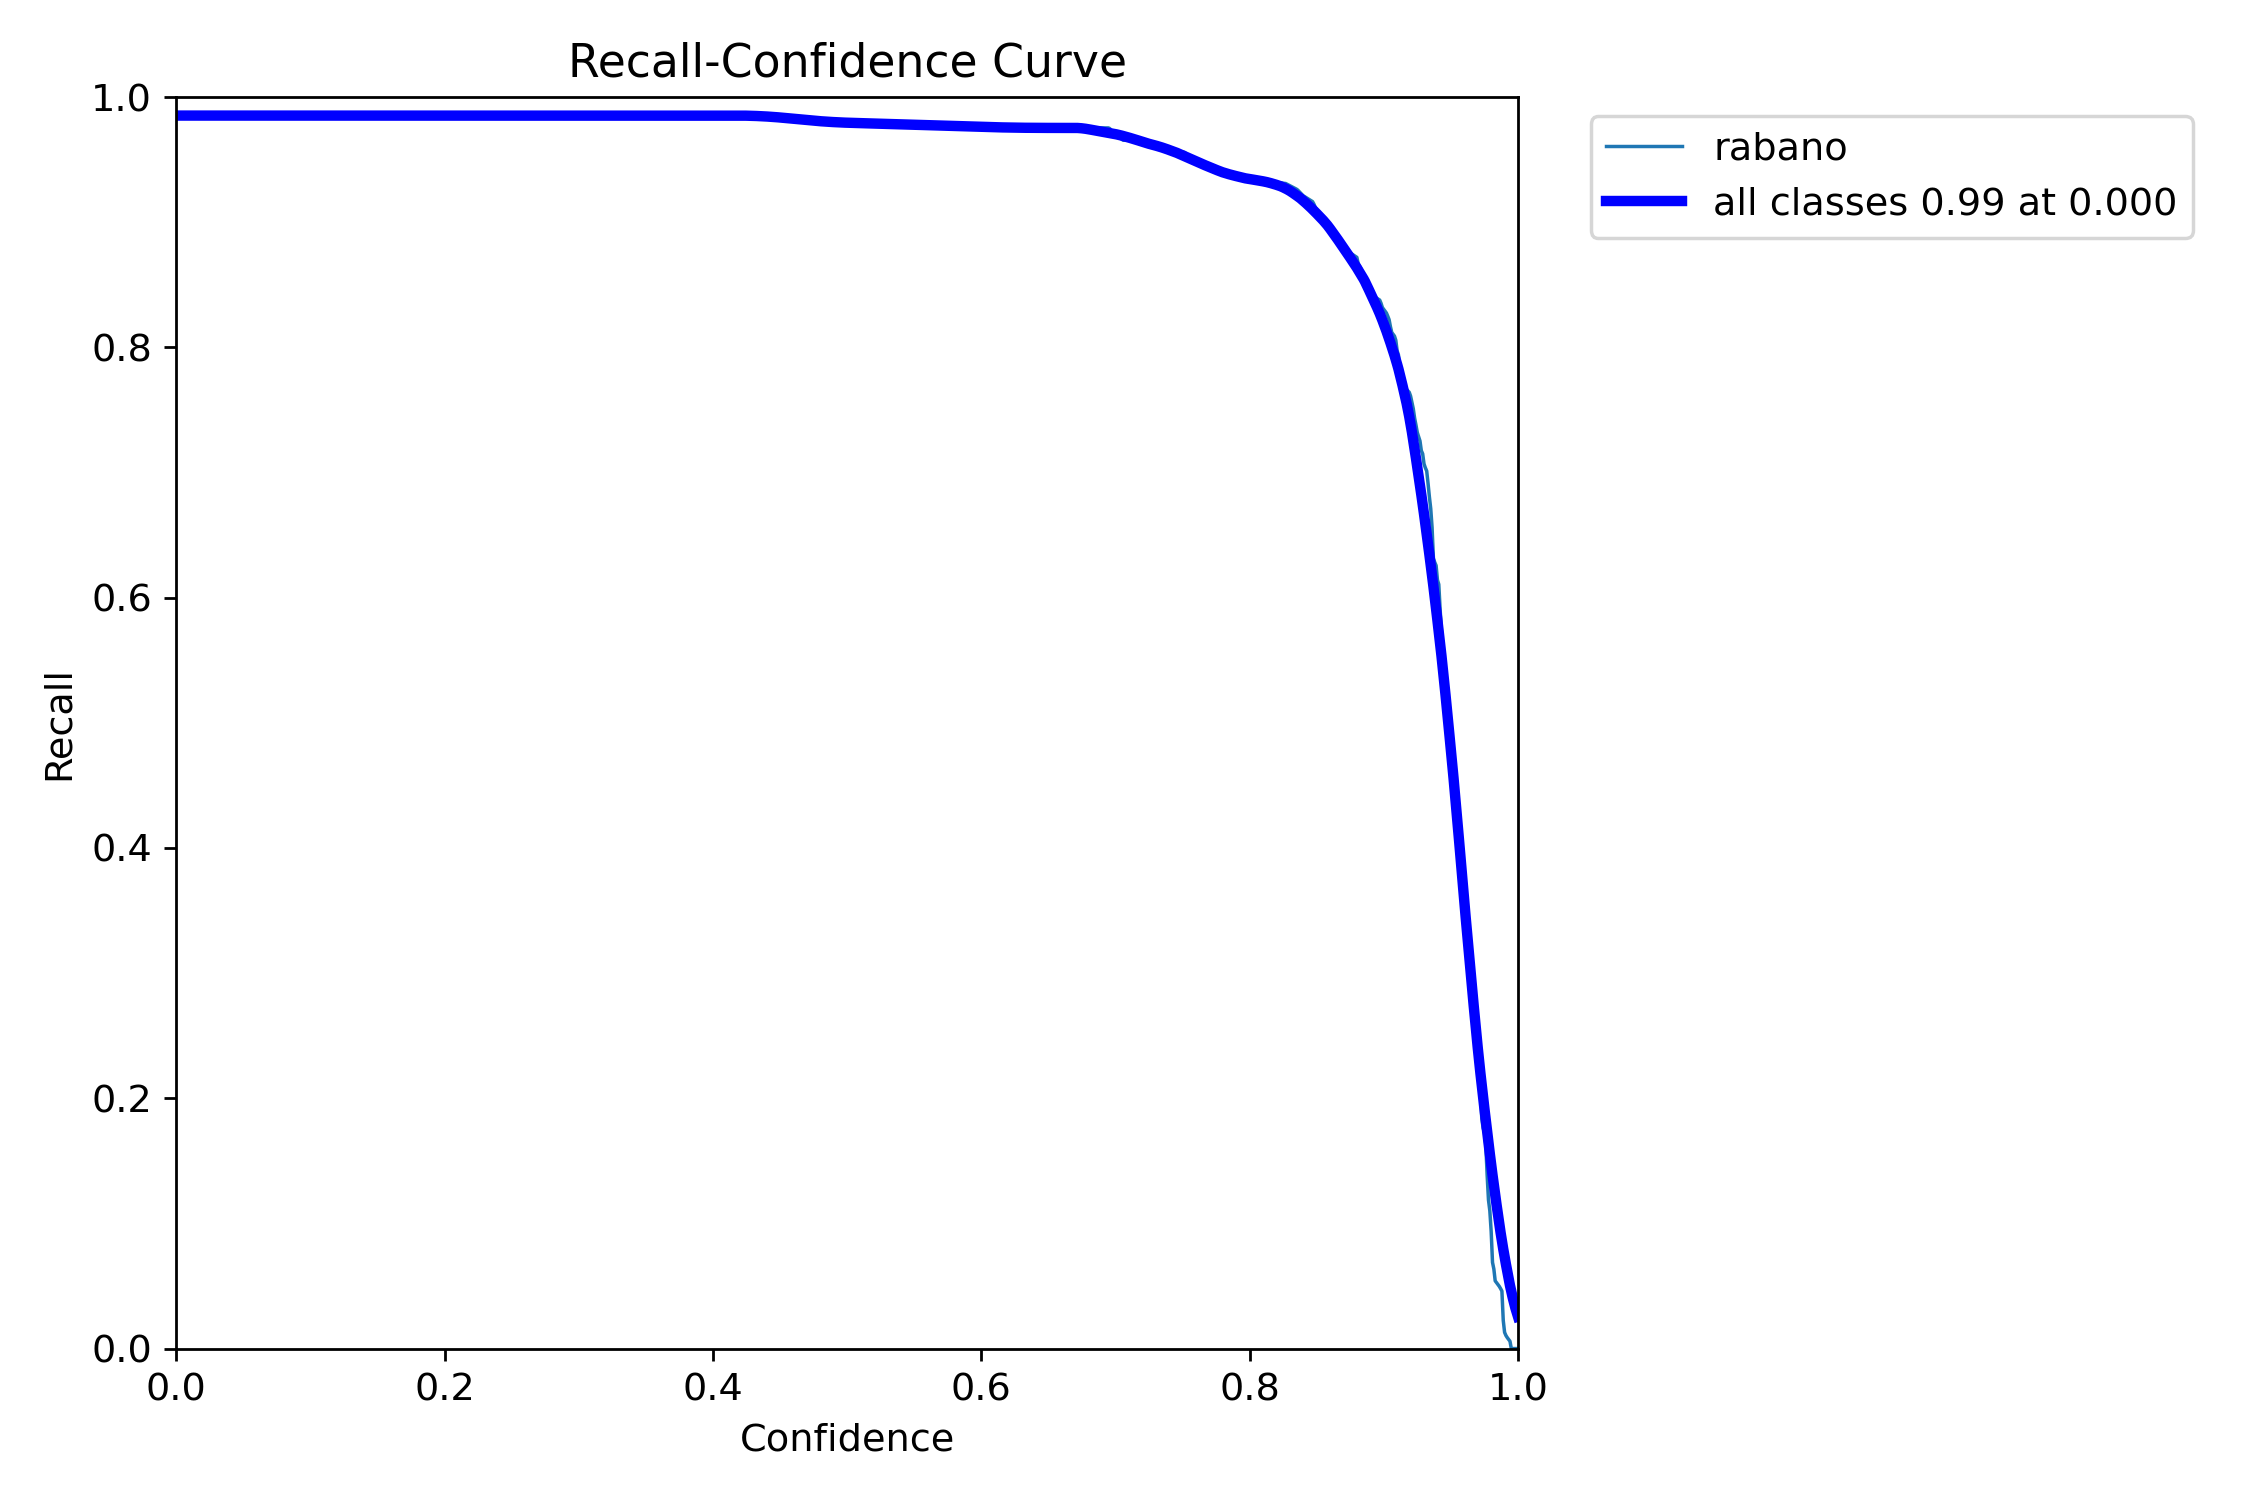 Recall-Confidence Curve
1.0
0.8
0.6
0.4
0.2
0.0
Recall
0.0 0.2 0.4 0.6 0.8 1.0
Confidence
rabano
all classes 0.99 at 0.000